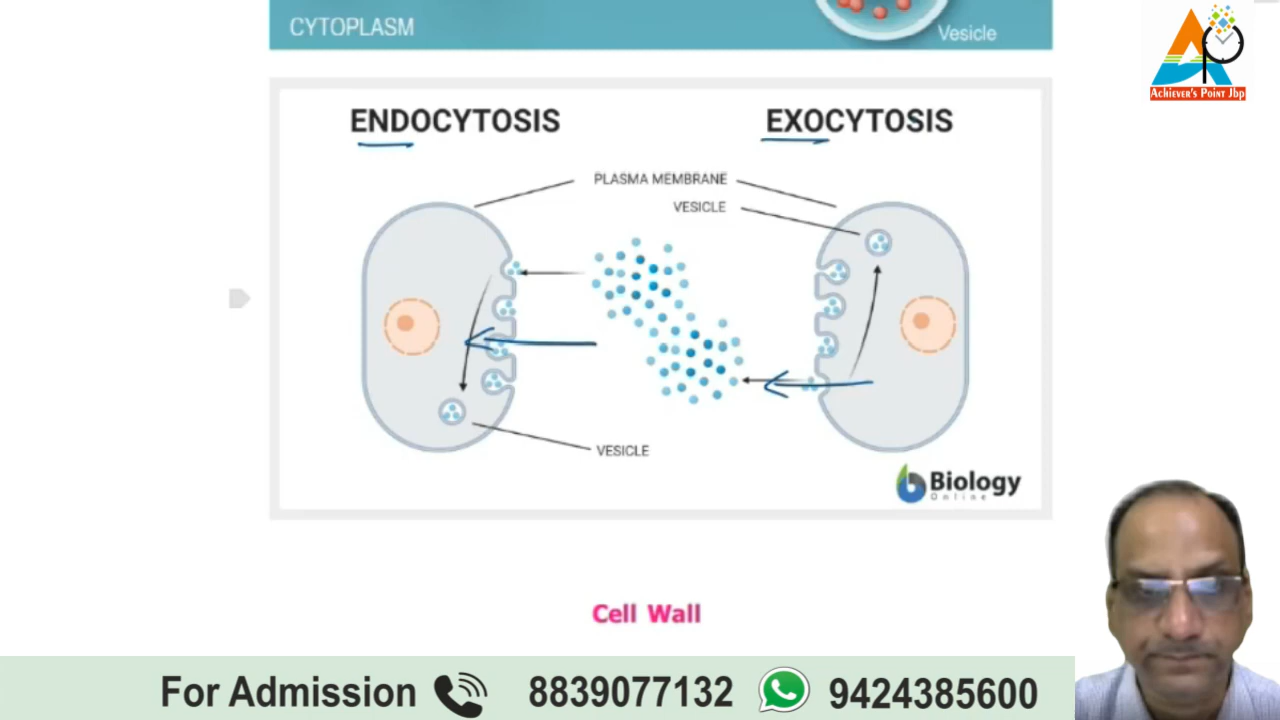 CYTOPLASM
Vesicle
ACHIEVER'S POINT JBP
ENDOCYTOSIS
EXOCYTOSIS
PLASMA MEMBRANE
VESICLE
VESICLE
Biology
Online
Cell Wall
For Admission 8839077132 9424385600